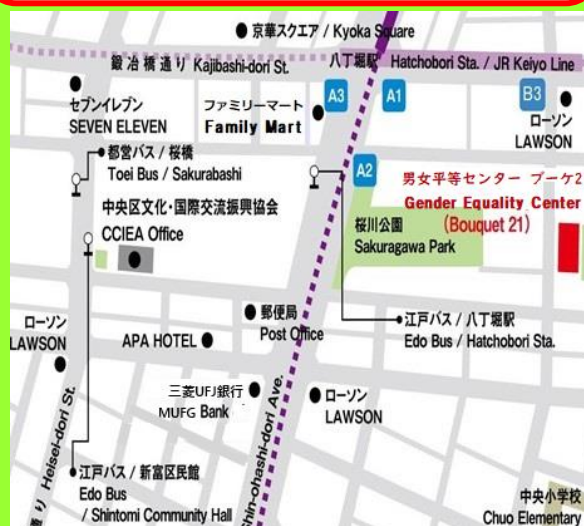 京華スクエア / Kyoka Square
鍛冶橋通り Kajibashi-dori St.
八丁堀駅 Hatchobori Sta. / JR Keiyo Line
セブンイレブン
SEVEN ELEVEN
ファミリーマート
Family Mart
A3
A1
B3
ローソン
LAWSON
都営バス / 桜橋
Toei Bus / Sakurabashi
A2
男女平等センター ブーケ2
Gender Equality Center
(Bouquet 21)
中央区文化・国際交流振興協会
CCIEA Office
桜川公園
Sakuragawa Park
郵便局
Post Office
江戸バス / 八丁堀駅
Edo Bus / Hatchobori Sta.
ローソン
LAWSON
APA HOTEL
三菱UFJ銀行
MUFG Bank
ローソン
LAWSON
通り Heisei-dori St.
Shin-ohashi-dori Ave.
江戸バス / 新富区民館
Edo Bus
/ Shintomi Community Hall
中央小学校
Chuo Elementary